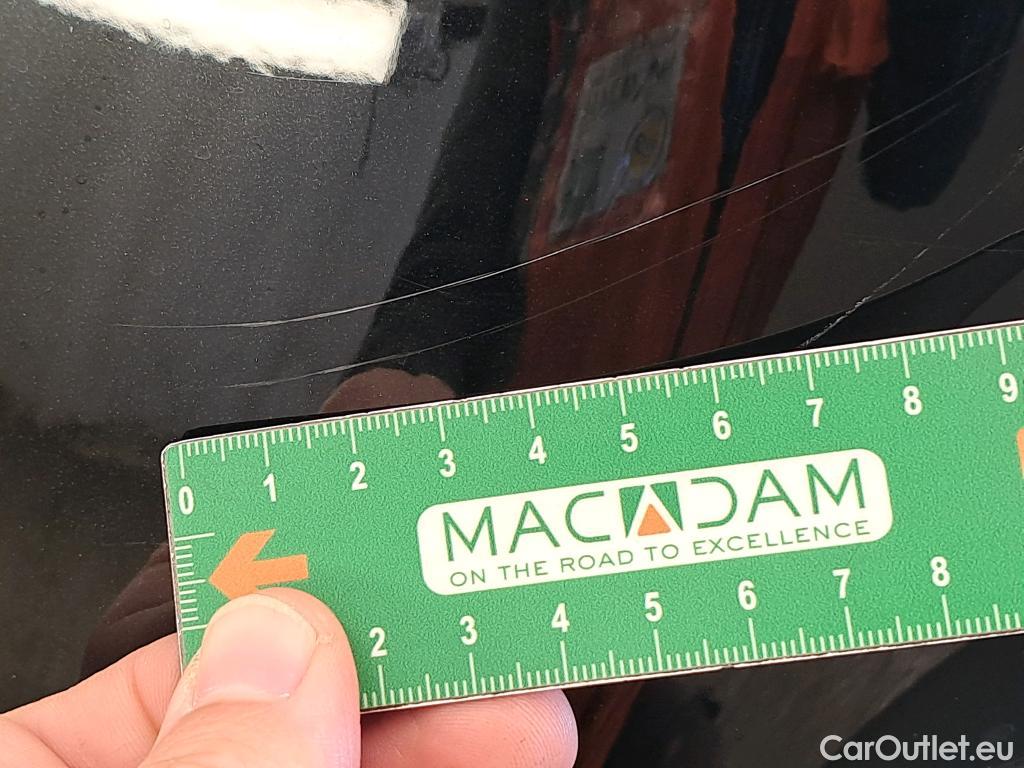 0 1 2 3 4 5 6 7 8 9
MACADAM
ON THE ROAD TO EXCELLENCE
2 3 4 5 6 7 8
CarOutlet.eu